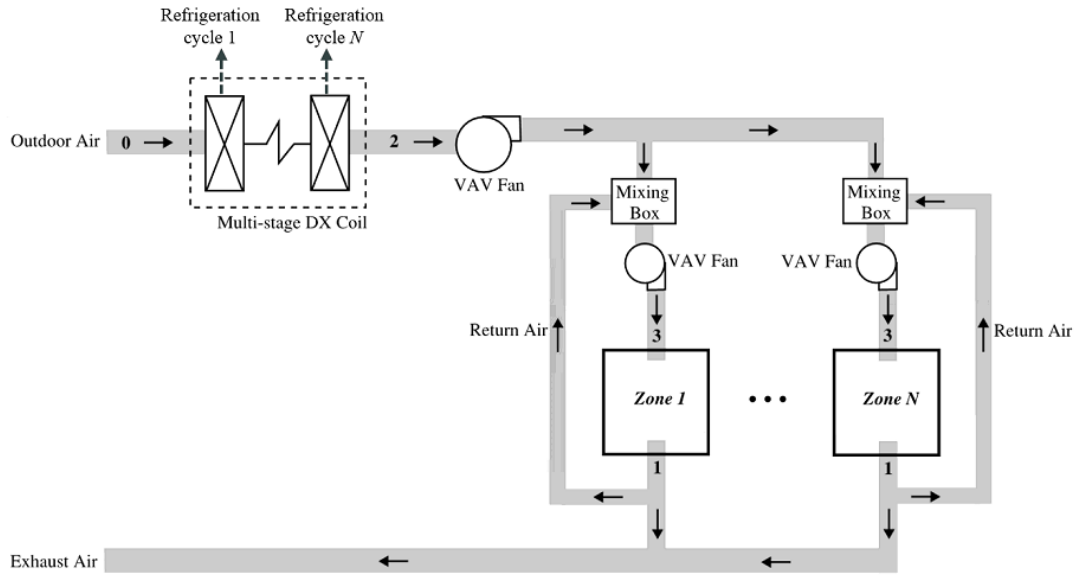 Refrigeration
cycle 1
Refrigeration
cycle N
Outdoor Air
0
2
VAV Fan
Multi-stage DX Coil
Mixing
Box
Mixing
Box
VAV Fan
VAV Fan
Return Air
3
3
Return Air
Zone 1
• • •
Zone N
1
1
Exhaust Air